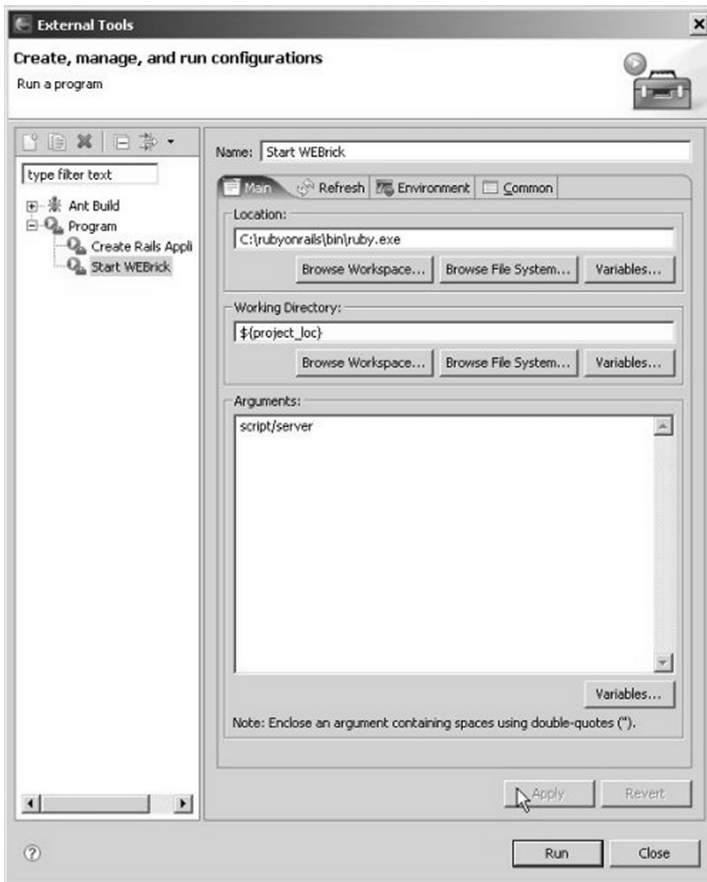 External Tools
Create, manage, and run configurations
Run a program
type filter text
Ant Build
Program
Create Rails Appli
Start WEBrick
Name: Start WEBrick
Main Refresh Environment Common
Location:
C:\rubyonrails\bin\ruby.exe
Browse Workspace... Browse File System... Variables...
Working Directory:
${project_loc}
Browse Workspace... Browse File System... Variables...
Arguments:
script/server
Variables...
Note: Enclose an argument containing spaces using double-quotes (").
Apply Revert
Run Close